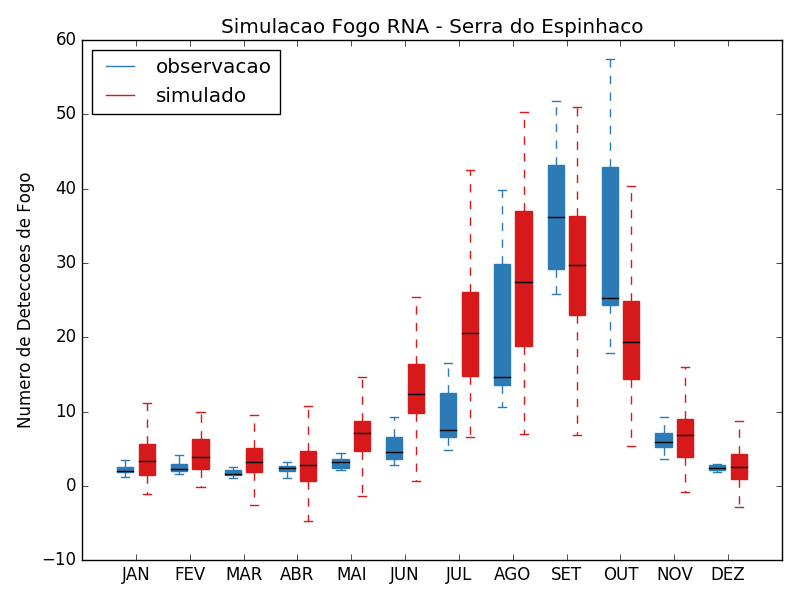 Simulacao Fogo RNA - Serra do Espinhaco
observacao
simulado
Numero de Deteccoes de Fogo
60
50
40
30
20
10
0
−10
JAN FEV MAR ABR MAI JUN JUL AGO SET OUT NOV DEZ